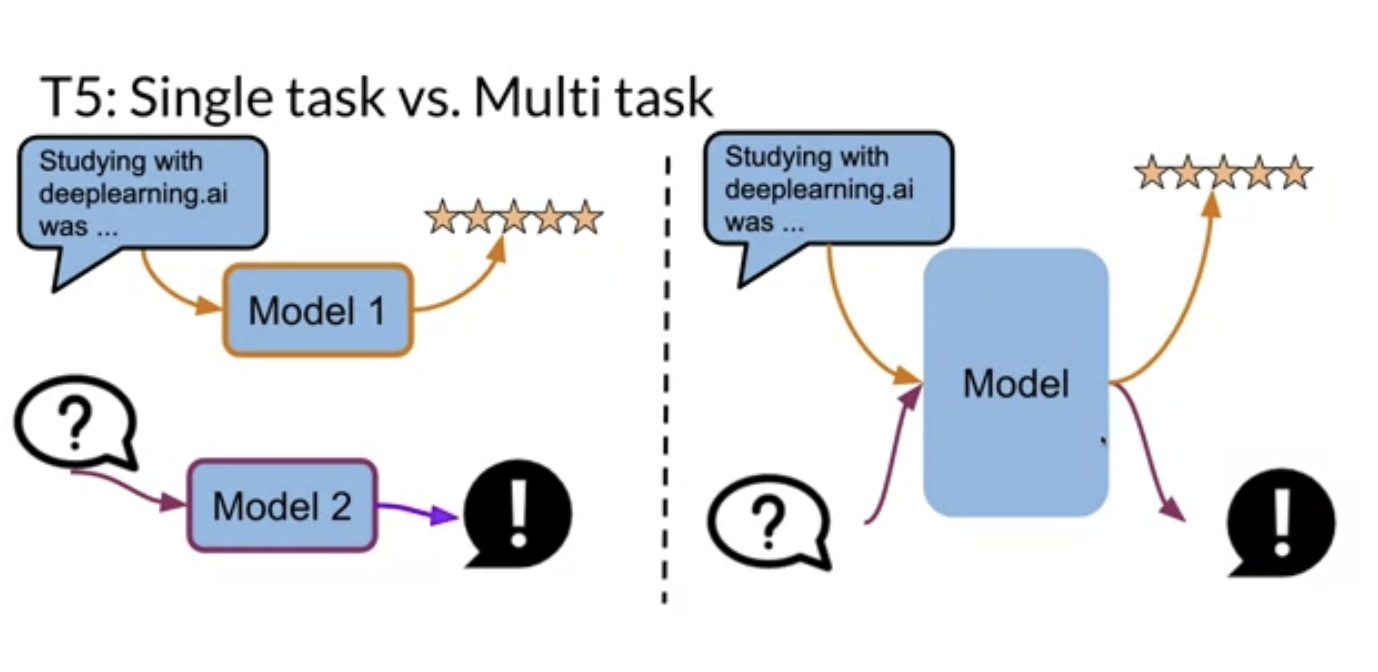 T5: Single task vs. Multi task
Studying with
deeplearning.ai
was ...
Model 1
?
Model 2
!
Studying with
deeplearning.ai
was ...
Model
?
!